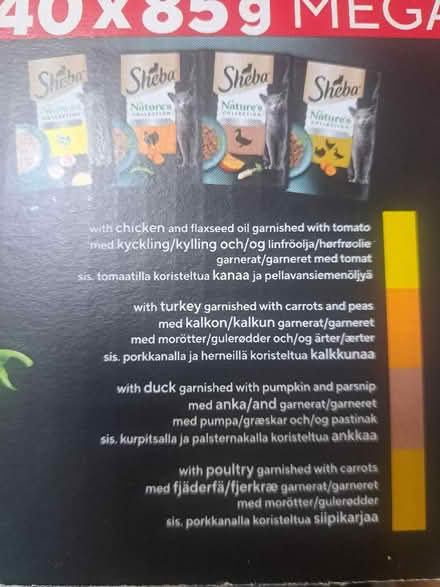 40 x 85g MEGA
Sheba Sheba Sheba Sheba
Nature's Nature's Nature's Nature's
COLLECTION COLLECTION COLLECTION COLLECTION
with chicken and flaxseed oil garnished with tomato
med kyckling/kylling och/og linfröolja/hørfrøolie
garnerat/garneret med tomat
sis. tomaatilla koristeltua kanaa ja pellavansiemenöljyä
with turkey garnished with carrots and peas
med kalkon/kalkun garnerat/garneret
med morötter/gulerødder och/og ärter/ærter
sis. porkkanalla ja herneillä koristeltua kalkkunaa
with duck garnished with pumpkin and parsnip
med anka/and garnerat/garneret
med pumpa/græskar och/og pastinak
sis. kurpitsalla ja palsternakalla koristeltua ankkaa
with poultry garnished with carrots
med fjäderfä/fjerkræ garnerat/garneret
med morötter/gulerødder
sis. porkkanalla koristeltua siipikarjaa